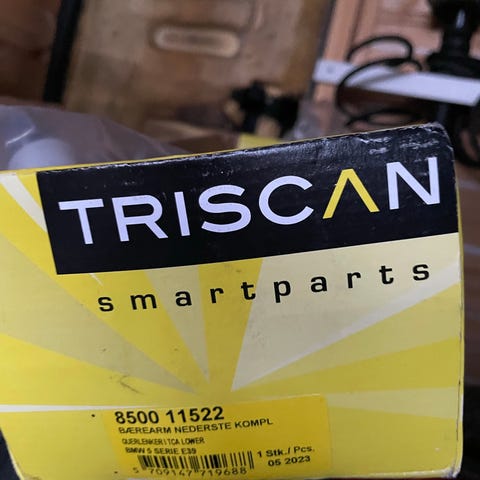 TRISCAN
smartparts
8500 11522
BÆREARM NEDERSTE KOMPL
QUERLENKER I TCA LOWER
BMW 5 SERIE E39
1 Stk./ Pcs.
05 2023
5 709147 719688